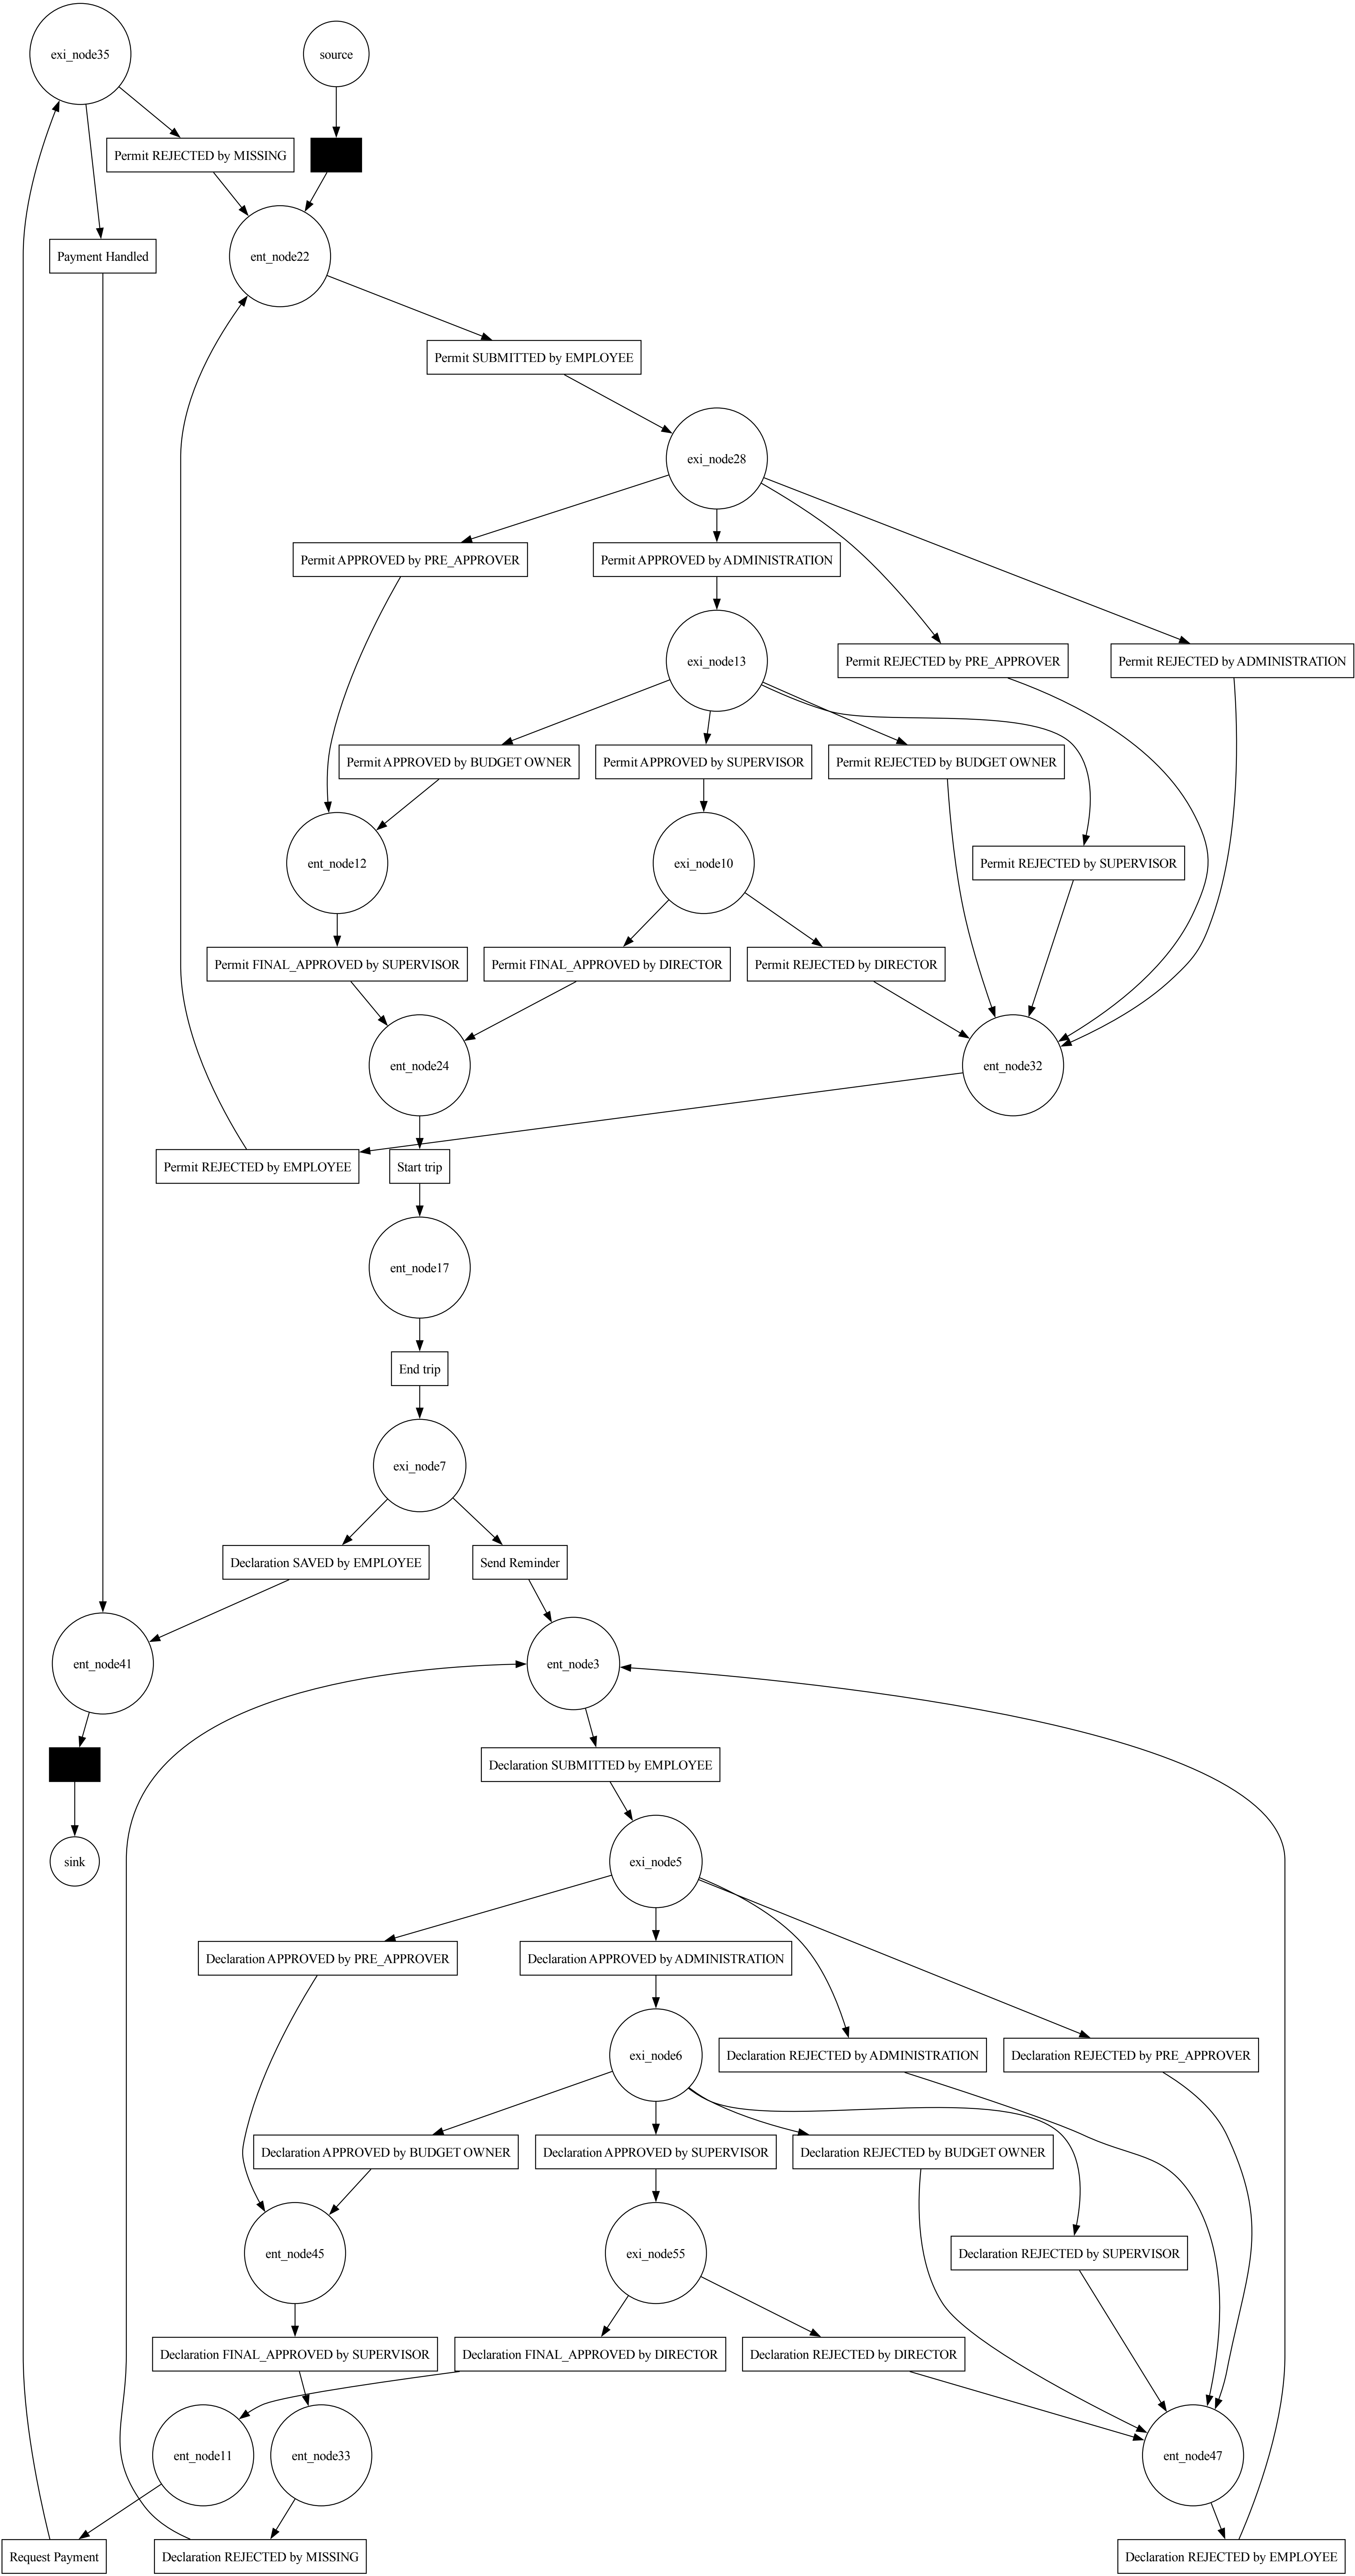 exi_node35
source
Permit REJECTED by MISSING
Payment Handled
ent_node22
Permit SUBMITTED by EMPLOYEE
exi_node28
Permit APPROVED by PRE_APPROVER
Permit APPROVED by ADMINISTRATION
exi_node13
Permit REJECTED by PRE_APPROVER
Permit REJECTED by ADMINISTRATION
Permit APPROVED by BUDGET OWNER
Permit APPROVED by SUPERVISOR
Permit REJECTED by BUDGET OWNER
ent_node12
exi_node10
Permit REJECTED by SUPERVISOR
Permit FINAL_APPROVED by SUPERVISOR
Permit FINAL_APPROVED by DIRECTOR
Permit REJECTED by DIRECTOR
ent_node24
ent_node32
Permit REJECTED by EMPLOYEE
Start trip
ent_node17
End trip
exi_node7
Declaration SAVED by EMPLOYEE
Send Reminder
ent_node41
ent_node3
Declaration SUBMITTED by EMPLOYEE
sink
exi_node5
Declaration APPROVED by PRE_APPROVER
Declaration APPROVED by ADMINISTRATION
exi_node6
Declaration REJECTED by ADMINISTRATION
Declaration REJECTED by PRE_APPROVER
Declaration APPROVED by BUDGET OWNER
Declaration APPROVED by SUPERVISOR
Declaration REJECTED by BUDGET OWNER
ent_node45
exi_node55
Declaration REJECTED by SUPERVISOR
Declaration FINAL_APPROVED by SUPERVISOR
Declaration FINAL_APPROVED by DIRECTOR
Declaration REJECTED by DIRECTOR
ent_node11
ent_node33
ent_node47
Request Payment
Declaration REJECTED by MISSING
Declaration REJECTED by EMPLOYEE